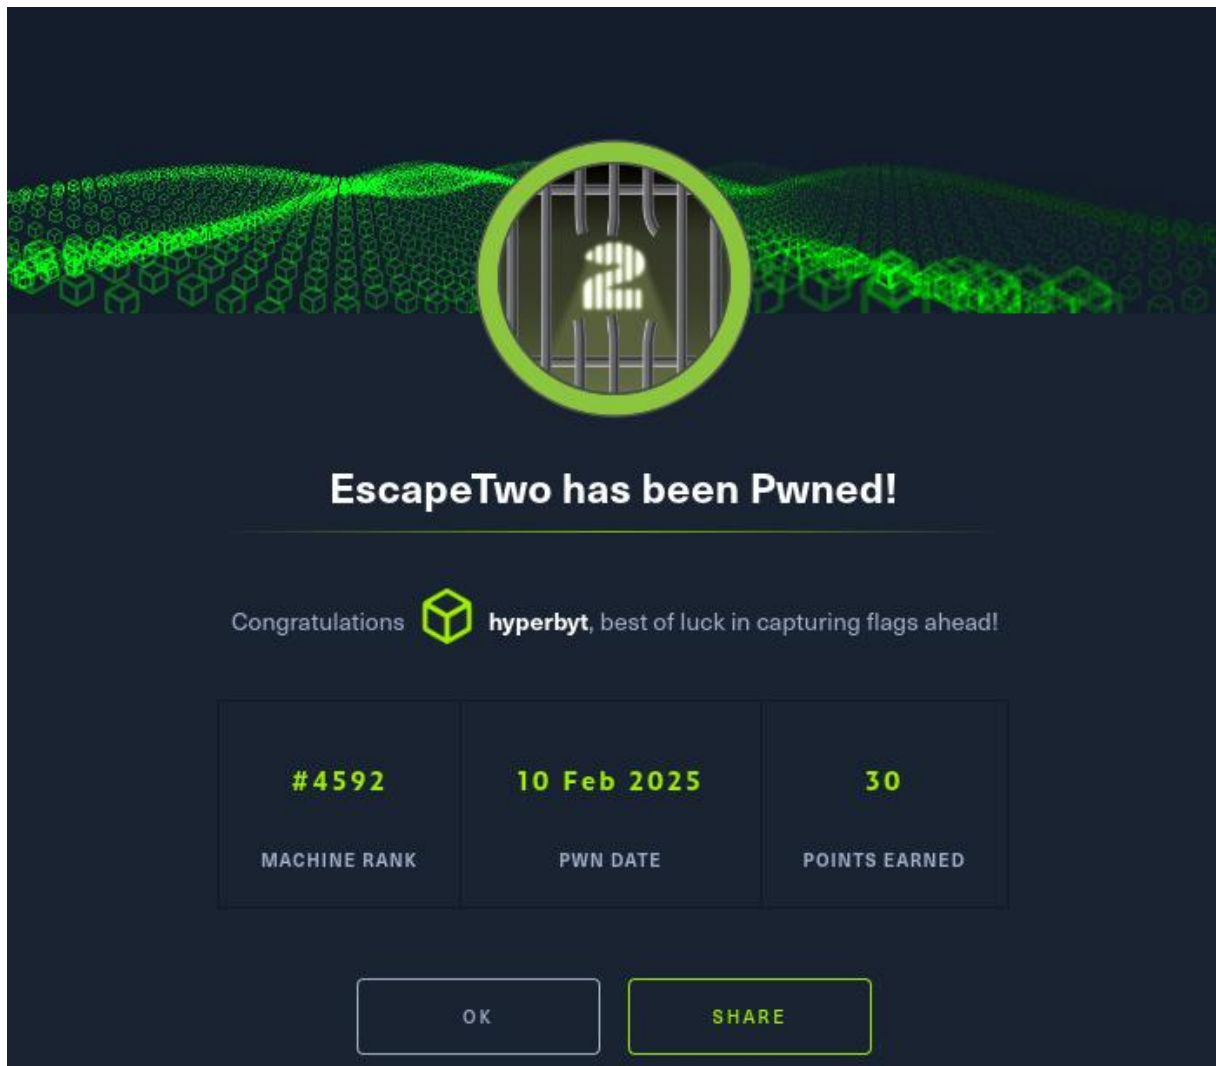 2
EscapeTwo has been Pwned!
Congratulations hyperbyt, best of luck in capturing flags ahead!
#4592 10 Feb 2025 30
MACHINE RANK PWN DATE POINTS EARNED
OK SHARE